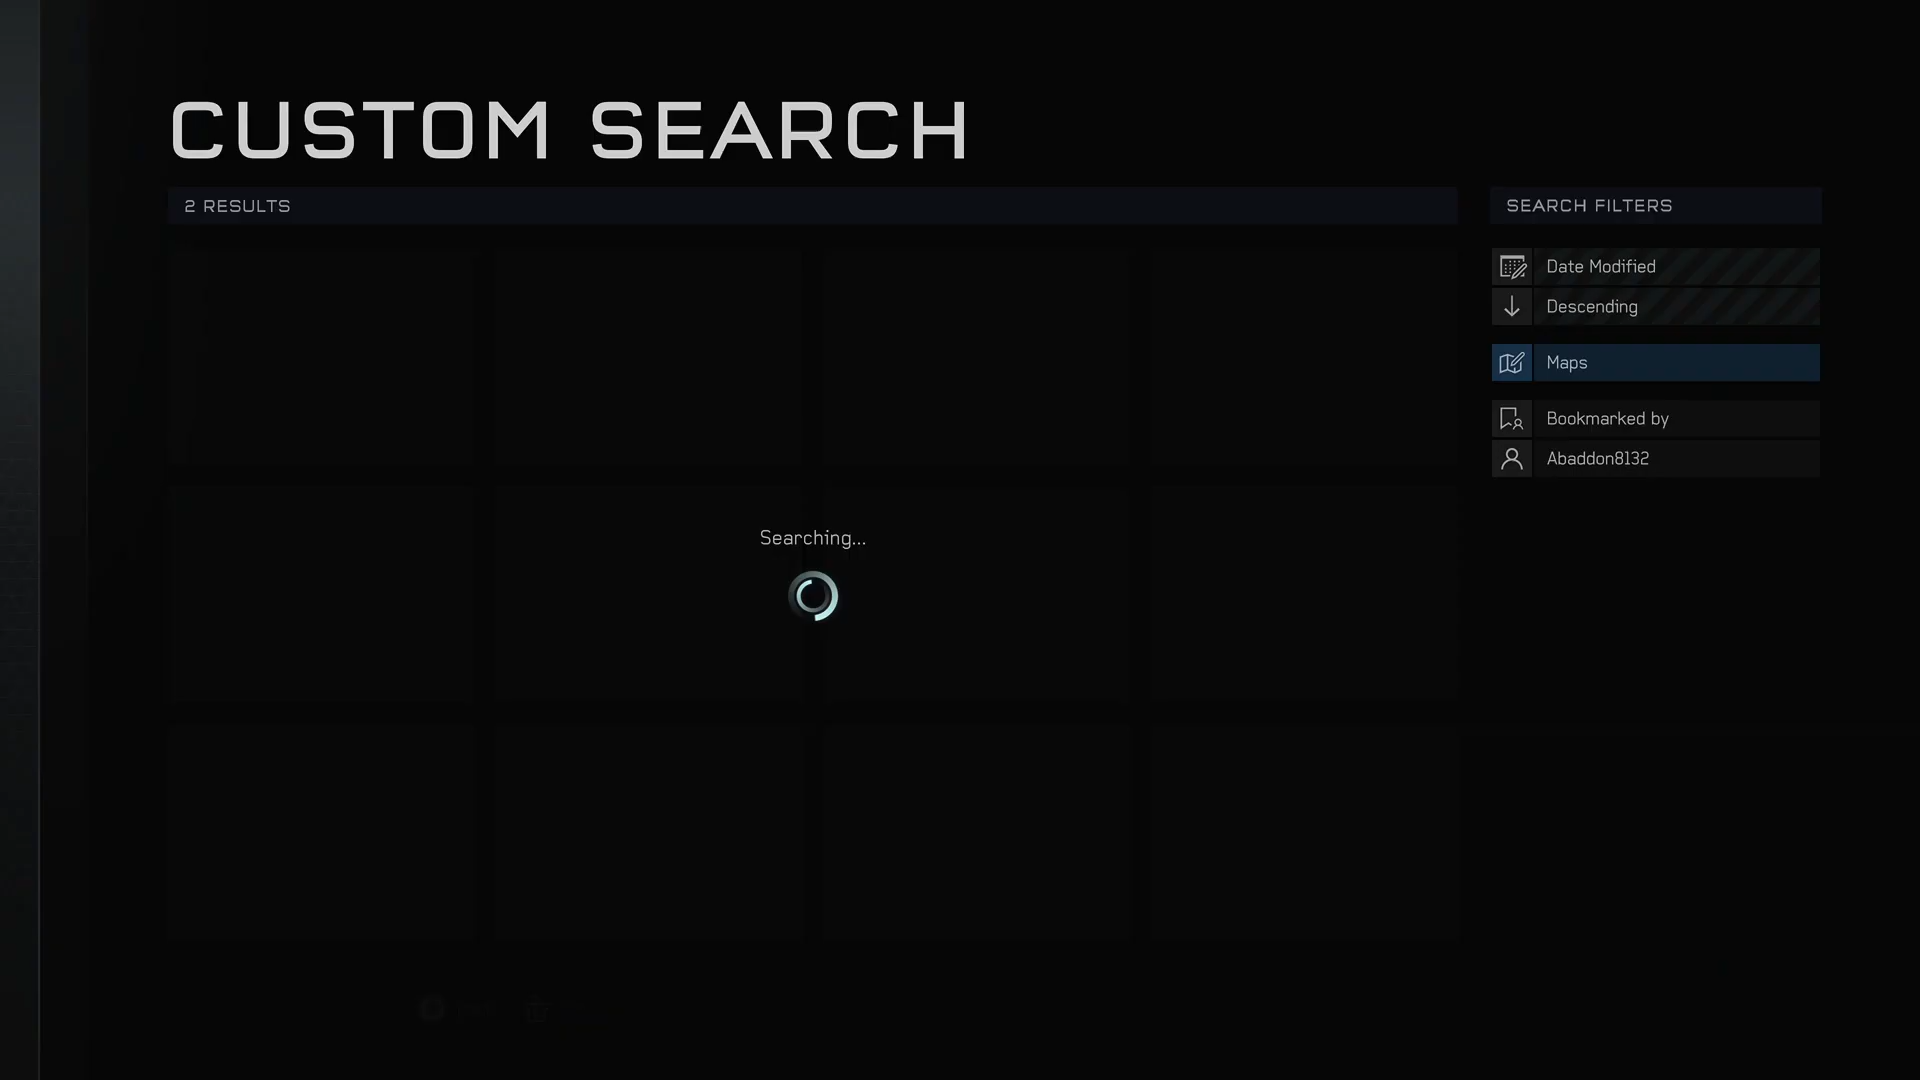 CUSTOM SEARCH
2 RESULTS
SEARCH FILTERS
Date Modified
Descending
Maps
Bookmarked by
Abaddon8132
Searching...